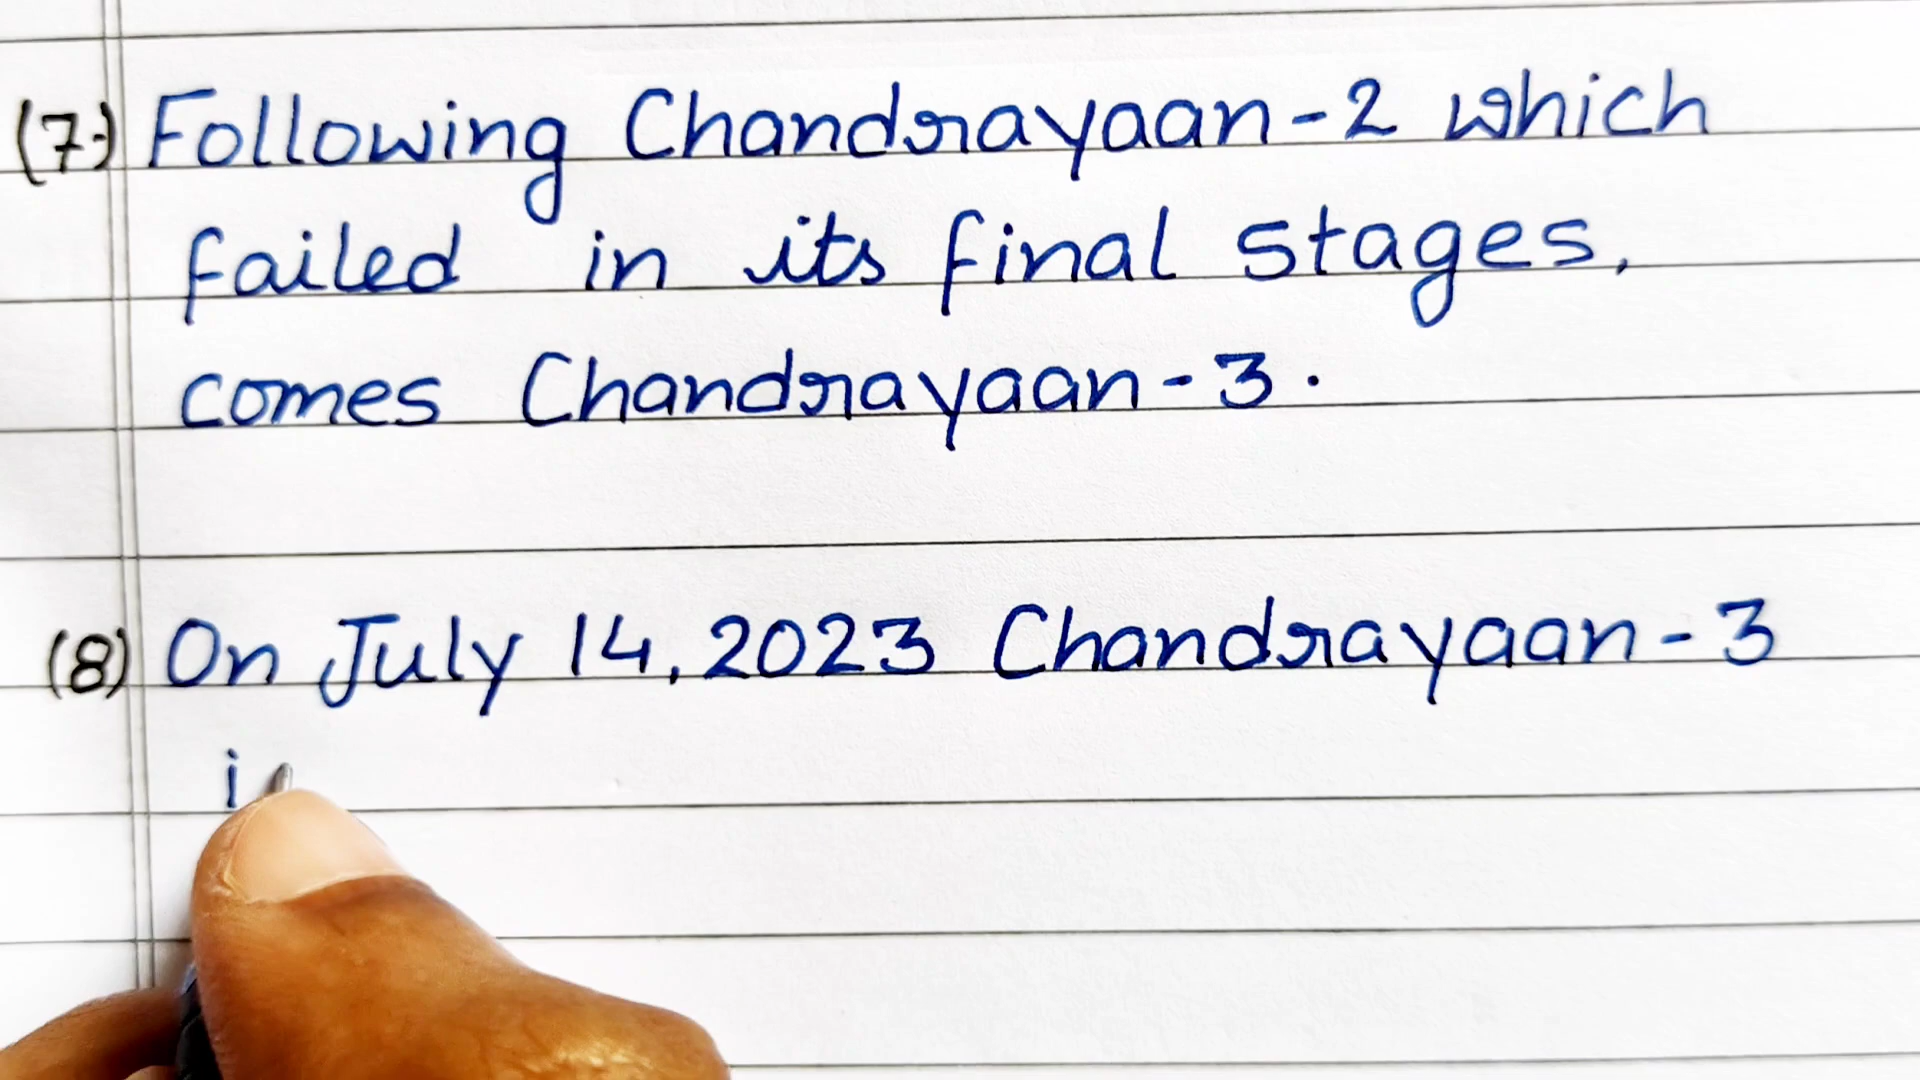 (7.) Following Chandrayaan-2 which
failed in its final stages,
comes Chandrayaan-3.
(8) On July 14, 2023 Chandrayaan-3
i